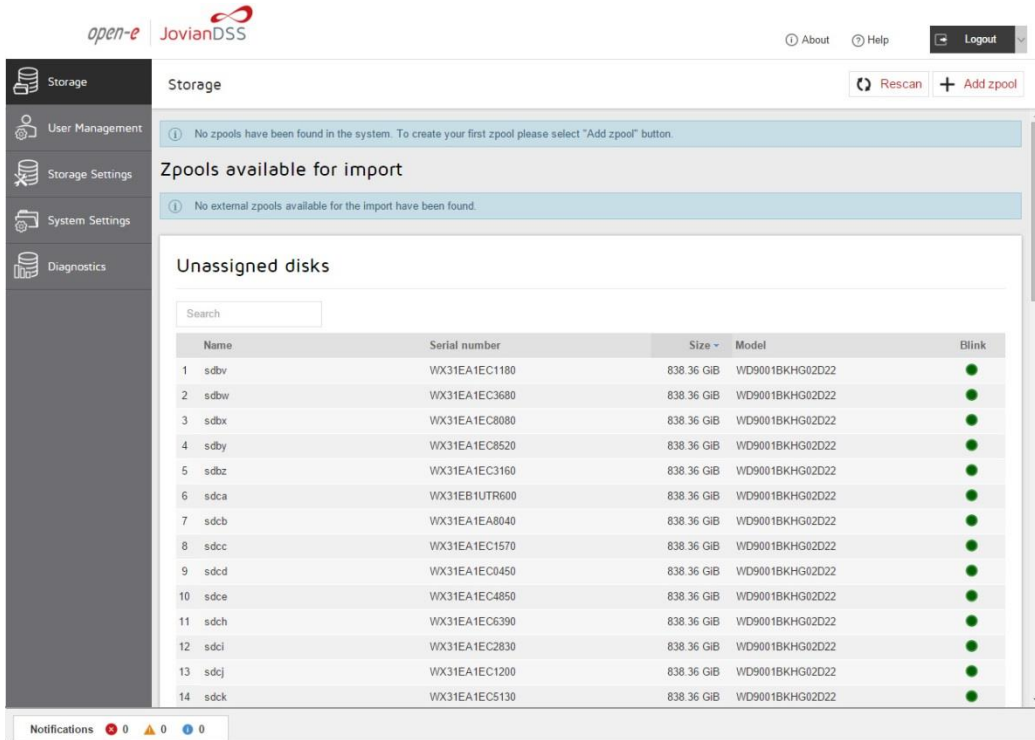 open-e JovianDSS
About Help Logout
Storage
User Management
Storage Settings
System Settings
Diagnostics
Storage Rescan Add zpool
No zpools have been found in the system. To create your first zpool please select "Add zpool" button.
Zpools available for import
No external zpools available for the import have been found.
Unassigned disks
Search
Name Serial number Size Model Blink
1 sdbv WX31EA1EC1180 838.36 GiB WD9001BKHG02D22
2 sdbw WX31EA1EC3680 838.36 GiB WD9001BKHG02D22
3 sdbx WX31EA1EC8080 838.36 GiB WD9001BKHG02D22
4 sdby WX31EA1EC8520 838.36 GiB WD9001BKHG02D22
5 sdbz WX31EA1EC3160 838.36 GiB WD9001BKHG02D22
6 sdca WX31EB1UTR600 838.36 GiB WD9001BKHG02D22
7 sdcb WX31EA1EA8040 838.36 GiB WD9001BKHG02D22
8 sdcc WX31EA1EC1570 838.36 GiB WD9001BKHG02D22
9 sdcd WX31EA1EC0450 838.36 GiB WD9001BKHG02D22
10 sdce WX31EA1EC4850 838.36 GiB WD9001BKHG02D22
11 sdch WX31EA1EC6390 838.36 GiB WD9001BKHG02D22
12 sdci WX31EA1EC2830 838.36 GiB WD9001BKHG02D22
13 sdcj WX31EA1EC1200 838.36 GiB WD9001BKHG02D22
14 sdck WX31EA1EC5130 838.36 GiB WD9001BKHG02D22
Notifications 0 0 0